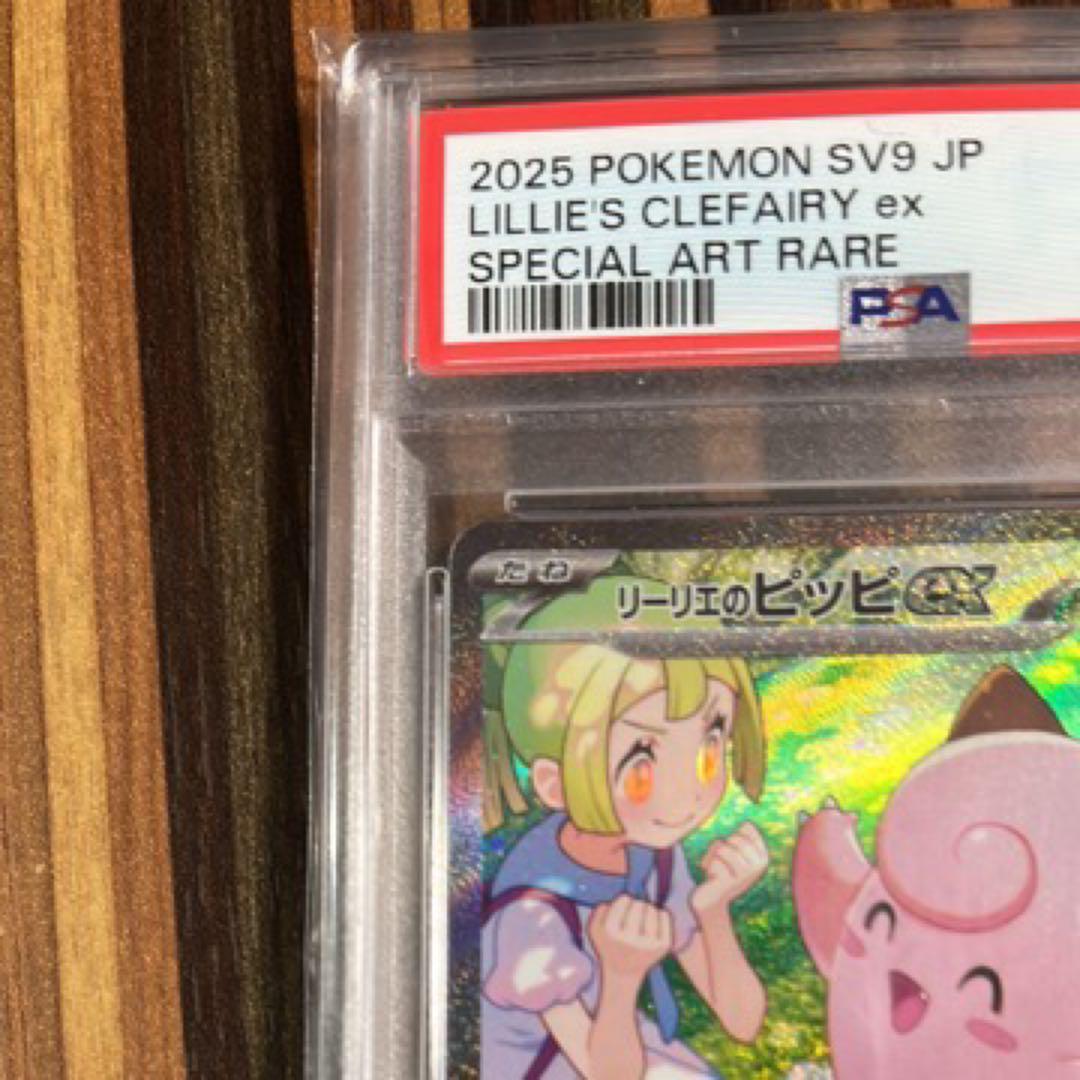 2025 POKEMON SV9 JP
LILLIE'S CLEFAIRY ex
SPECIAL ART RARE
PSA
たね
リーリエのピッピex